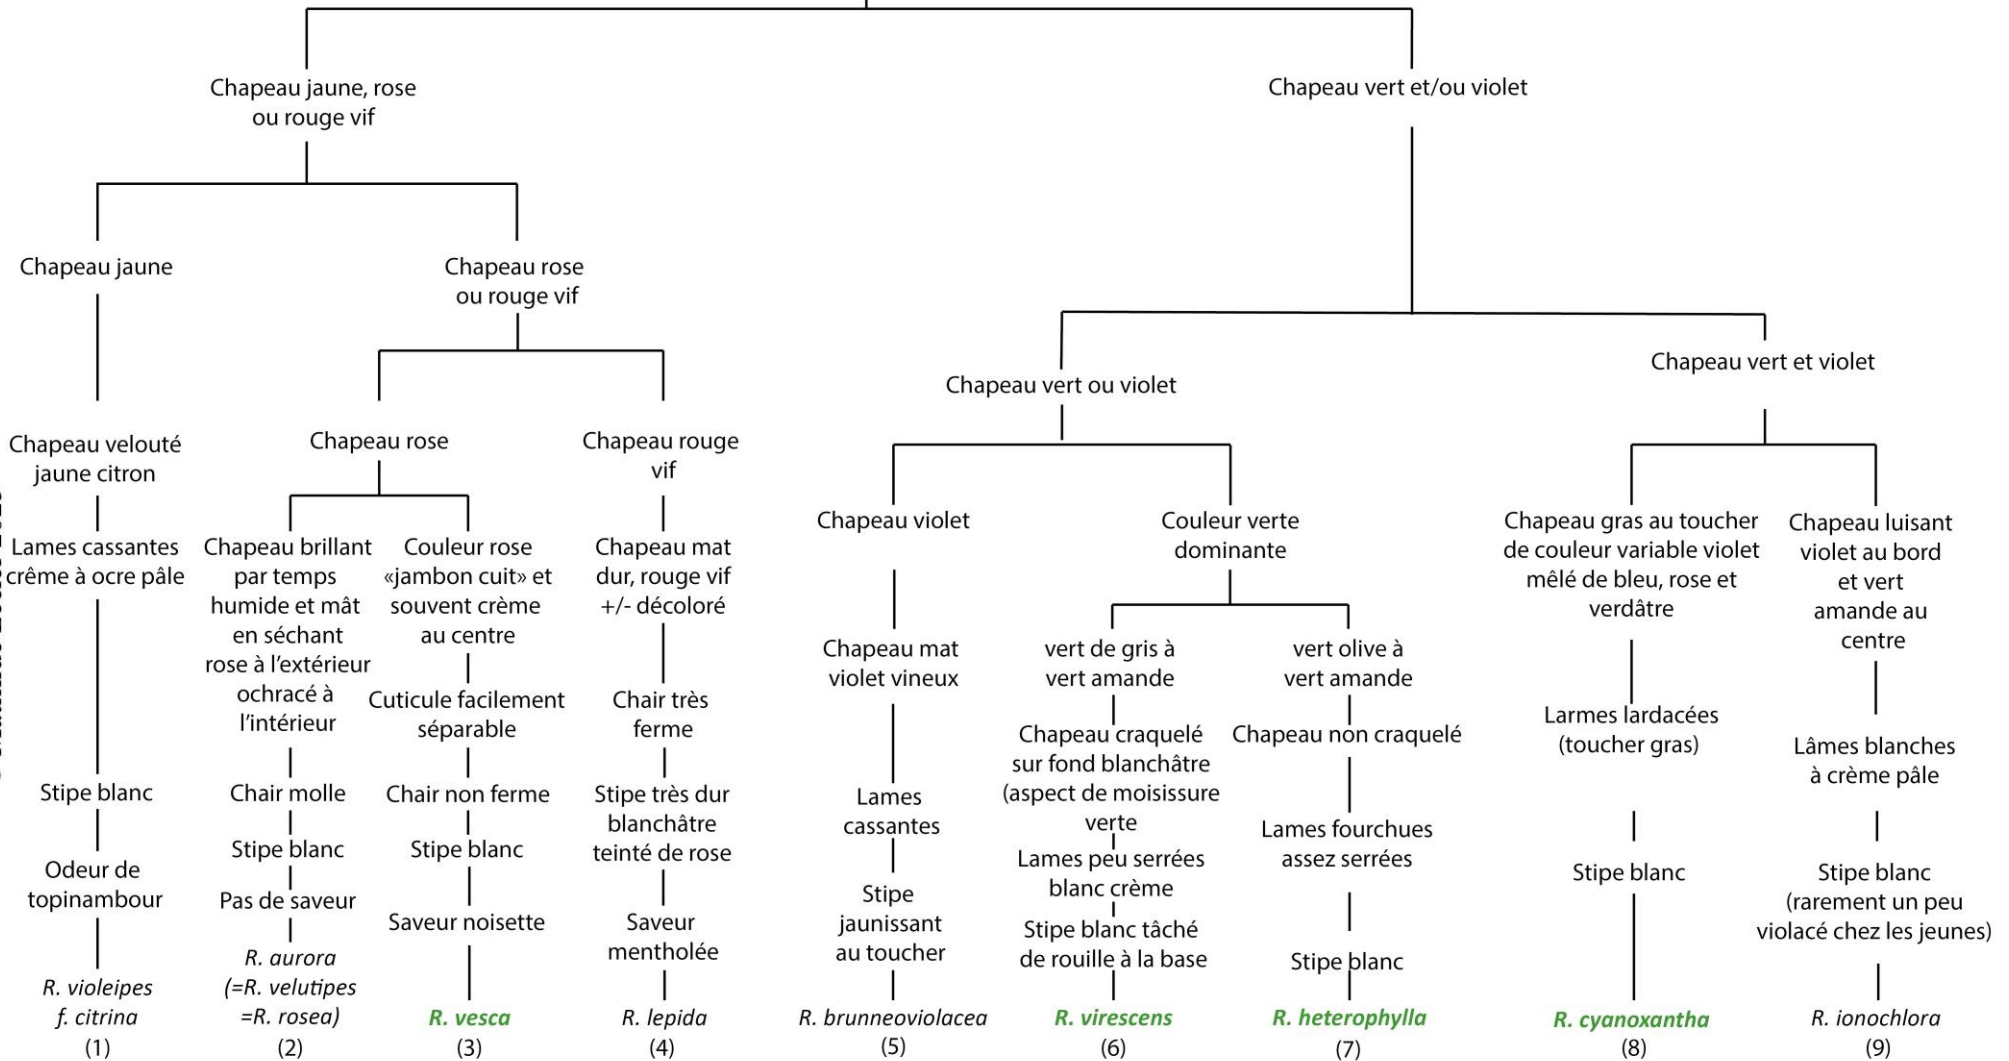 Chapeau jaune, rose
ou rouge vif
Chapeau vert et/ou violet
Chapeau jaune
Chapeau rose
ou rouge vif
Chapeau vert ou violet
Chapeau vert et violet
Chapeau velouté
jaune citron
Chapeau rose
Chapeau rouge
vif
Lames cassantes
crême à ocre pâle
Stipe blanc
Odeur de
topinambour
R. violeipes
f. citrina
(1)
Chapeau brillant
par temps
humide et mât
en séchant
rose à l'extérieur
ochracé à
l'intérieur
Chair molle
Stipe blanc
Pas de saveur
R. aurora
(=R. velutipes
=R. rosea)
(2)
Couleur rose
«jambon cuit» et
souvent crème
au centre
Cuticule facilement
séparable
Chair non ferme
Stipe blanc
Saveur noisette
R. vesca
(3)
Chapeau mat
dur, rouge vif
+/- décoloré
Chair très
ferme
Stipe très dur
blanchâtre
teinté de rose
Saveur
mentholée
R. lepida
(4)
Chapeau violet
Chapeau mat
violet vineux
Lames
cassantes
Stipe
jaunissant
au toucher
R. brunneoviolacea
(5)
Couleur verte
dominante
vert de gris à
vert amande
Chapeau craquelé
sur fond blanchâtre
(aspect de moisissure
verte
Lames peu serrées
blanc crème
Stipe blanc tâché
de rouille à la base
R. virescens
(6)
vert olive à
vert amande
Chapeau non craquelé
Lames fourchues
assez serrées
Stipe blanc
R. heterophylla
(7)
Chapeau gras au toucher
de couleur variable violet
mêlé de bleu, rose et
verdâtre
Larmes lardacées
(toucher gras)
Stipe blanc
R. cyanoxantha
(8)
Chapeau luisant
violet au bord
et vert
amande au
centre
Lâmes blanches
à crème pâle
Stipe blanc
(rarement un peu
violacé chez les jeunes)
R. ionochlora
(9)